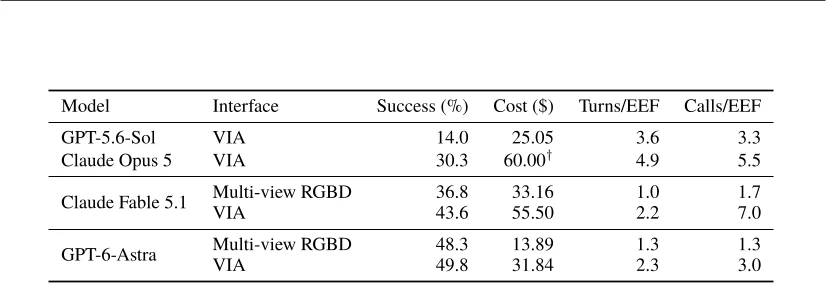 Model Interface Success (%) Cost ($) Turns/EEF Calls/EEF
GPT-5.6-Sol VIA 14.0 25.05 3.6 3.3
Claude Opus 5 VIA 30.3 60.00† 4.9 5.5
Claude Fable 5.1 Multi-view RGBD 36.8 33.16 1.0 1.7
VIA 43.6 55.50 2.2 7.0
GPT-6-Astra Multi-view RGBD 48.3 13.89 1.3 1.3
VIA 49.8 31.84 2.3 3.0